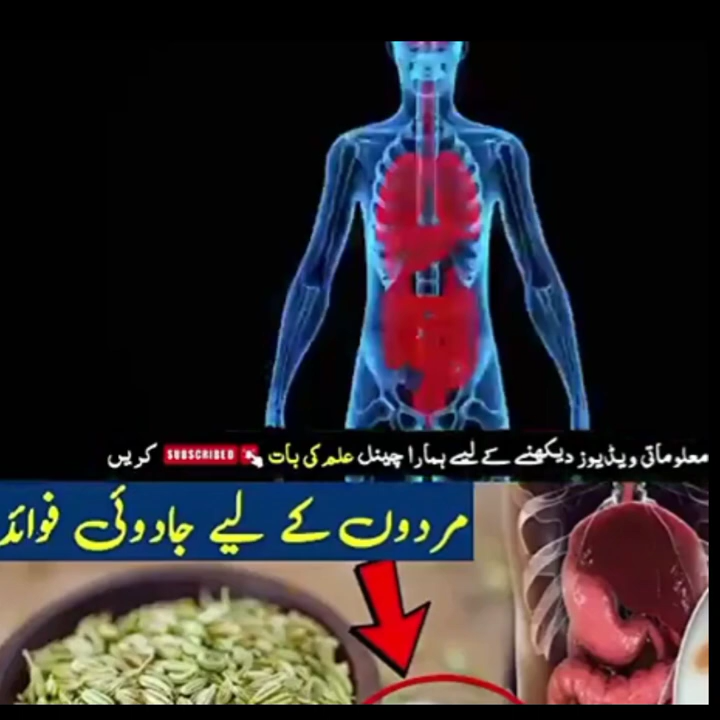 معلوماتی ویڈیوز دیکھنے کے لیے ہمارا چینل علم کی بات SUBSCRIBED کریں
مردوں کے لیے جادوئی فوائد